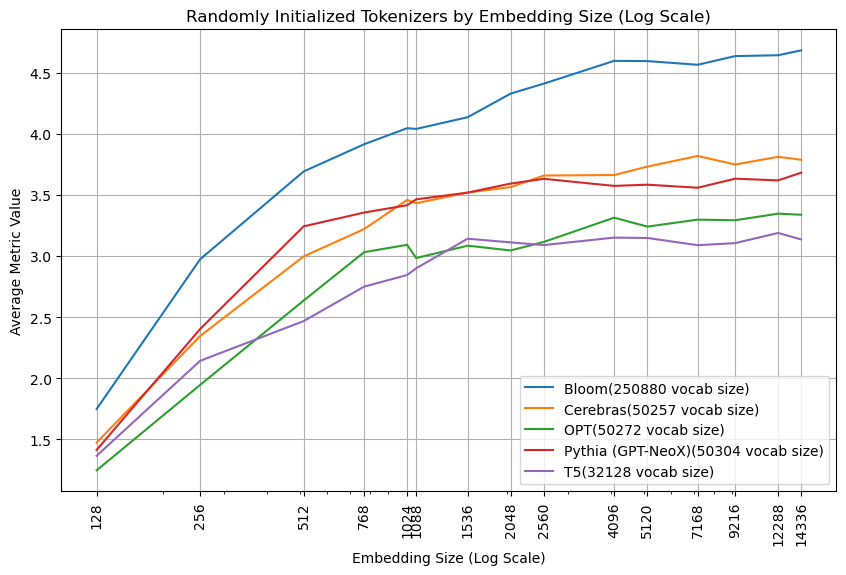 Randomly Initialized Tokenizers by Embedding Size (Log Scale)
Average Metric Value
4.5
4.0
3.5
3.0
2.5
2.0
1.5
Bloom(250880 vocab size)
Cerebras(50257 vocab size)
OPT(50272 vocab size)
Pythia (GPT-NeoX)(50304 vocab size)
T5(32128 vocab size)
128 256 512 768 1024 1088 1536 2048 2560 4096 5120 7168 9216 12288 14336
Embedding Size (Log Scale)